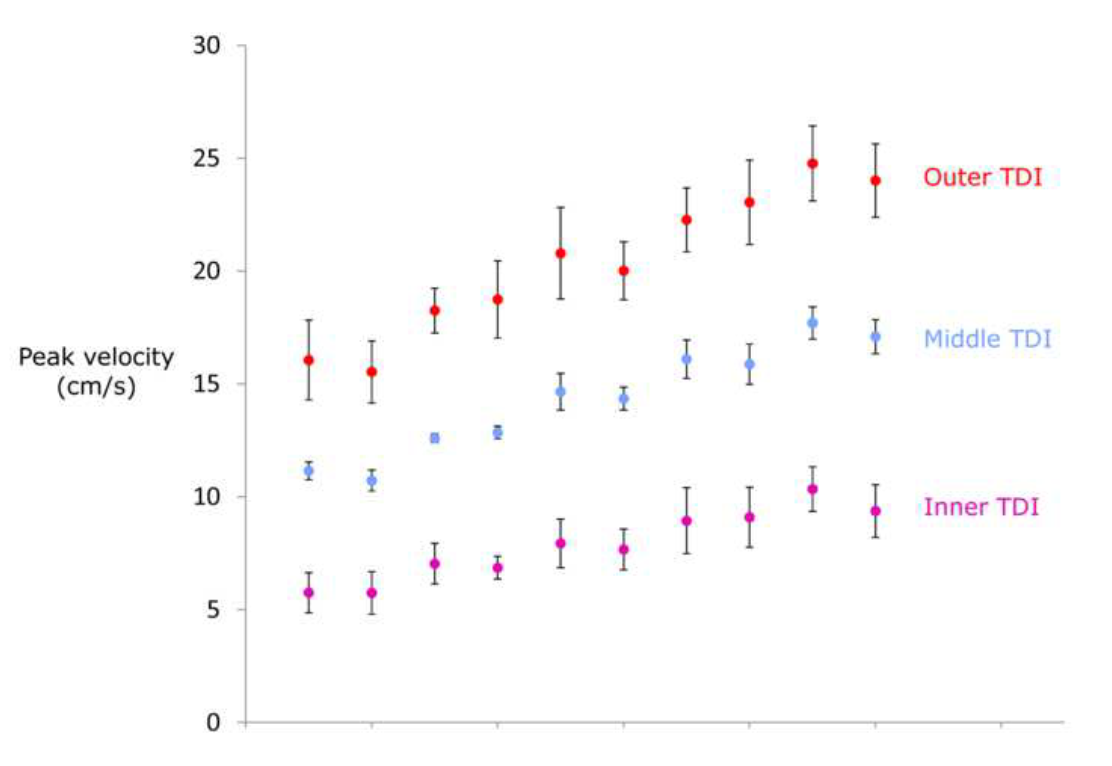 30
25
Outer TDI
20
Peak velocity
(cm/s)
Middle TDI
15
10
Inner TDI
5
0